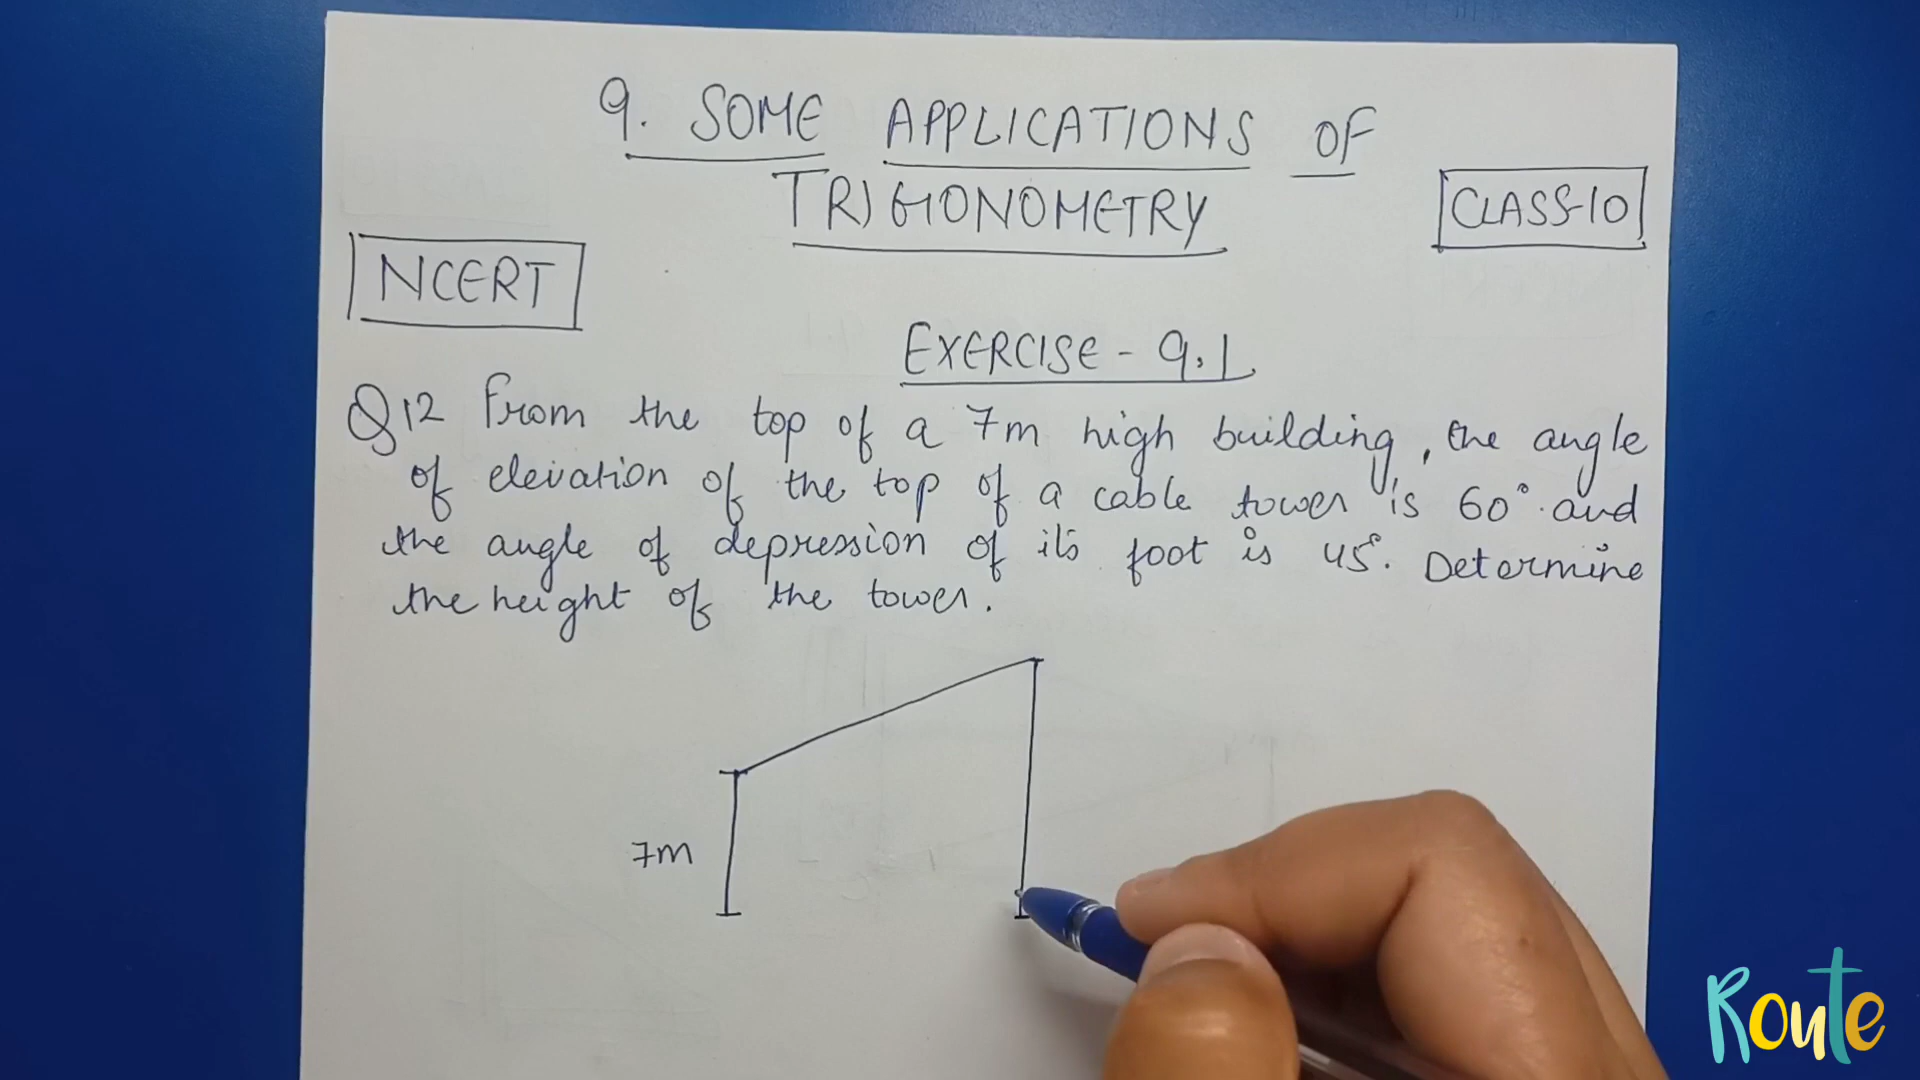 9. SOME APPLICATIONS OF
TRIGONOMETRY
CLASS-10
NCERT
EXERCISE - 9.1
Q12 From the top of a 7m high building, the angle
of elevation of the top of a cable tower is 60°. and
the angle of depression of its foot is 45°. Determine
the height of the tower.
7m
Route